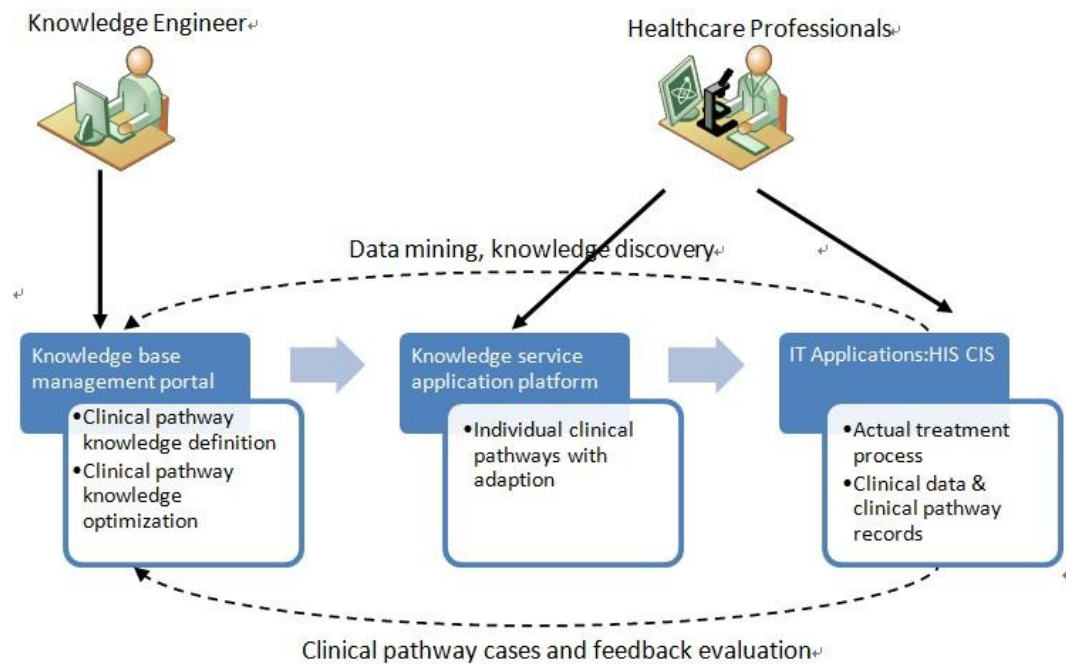 Knowledge Engineer
Healthcare Professionals
Data mining, knowledge discovery
Knowledge base
management portal
•Clinical pathway
knowledge definition
•Clinical pathway
knowledge
optimization
Knowledge service
application platform
•Individual clinical
pathways with
adaption
IT Applications:HIS CIS
•Actual treatment
process
•Clinical data &
clinical pathway
records
Clinical pathway cases and feedback evaluation